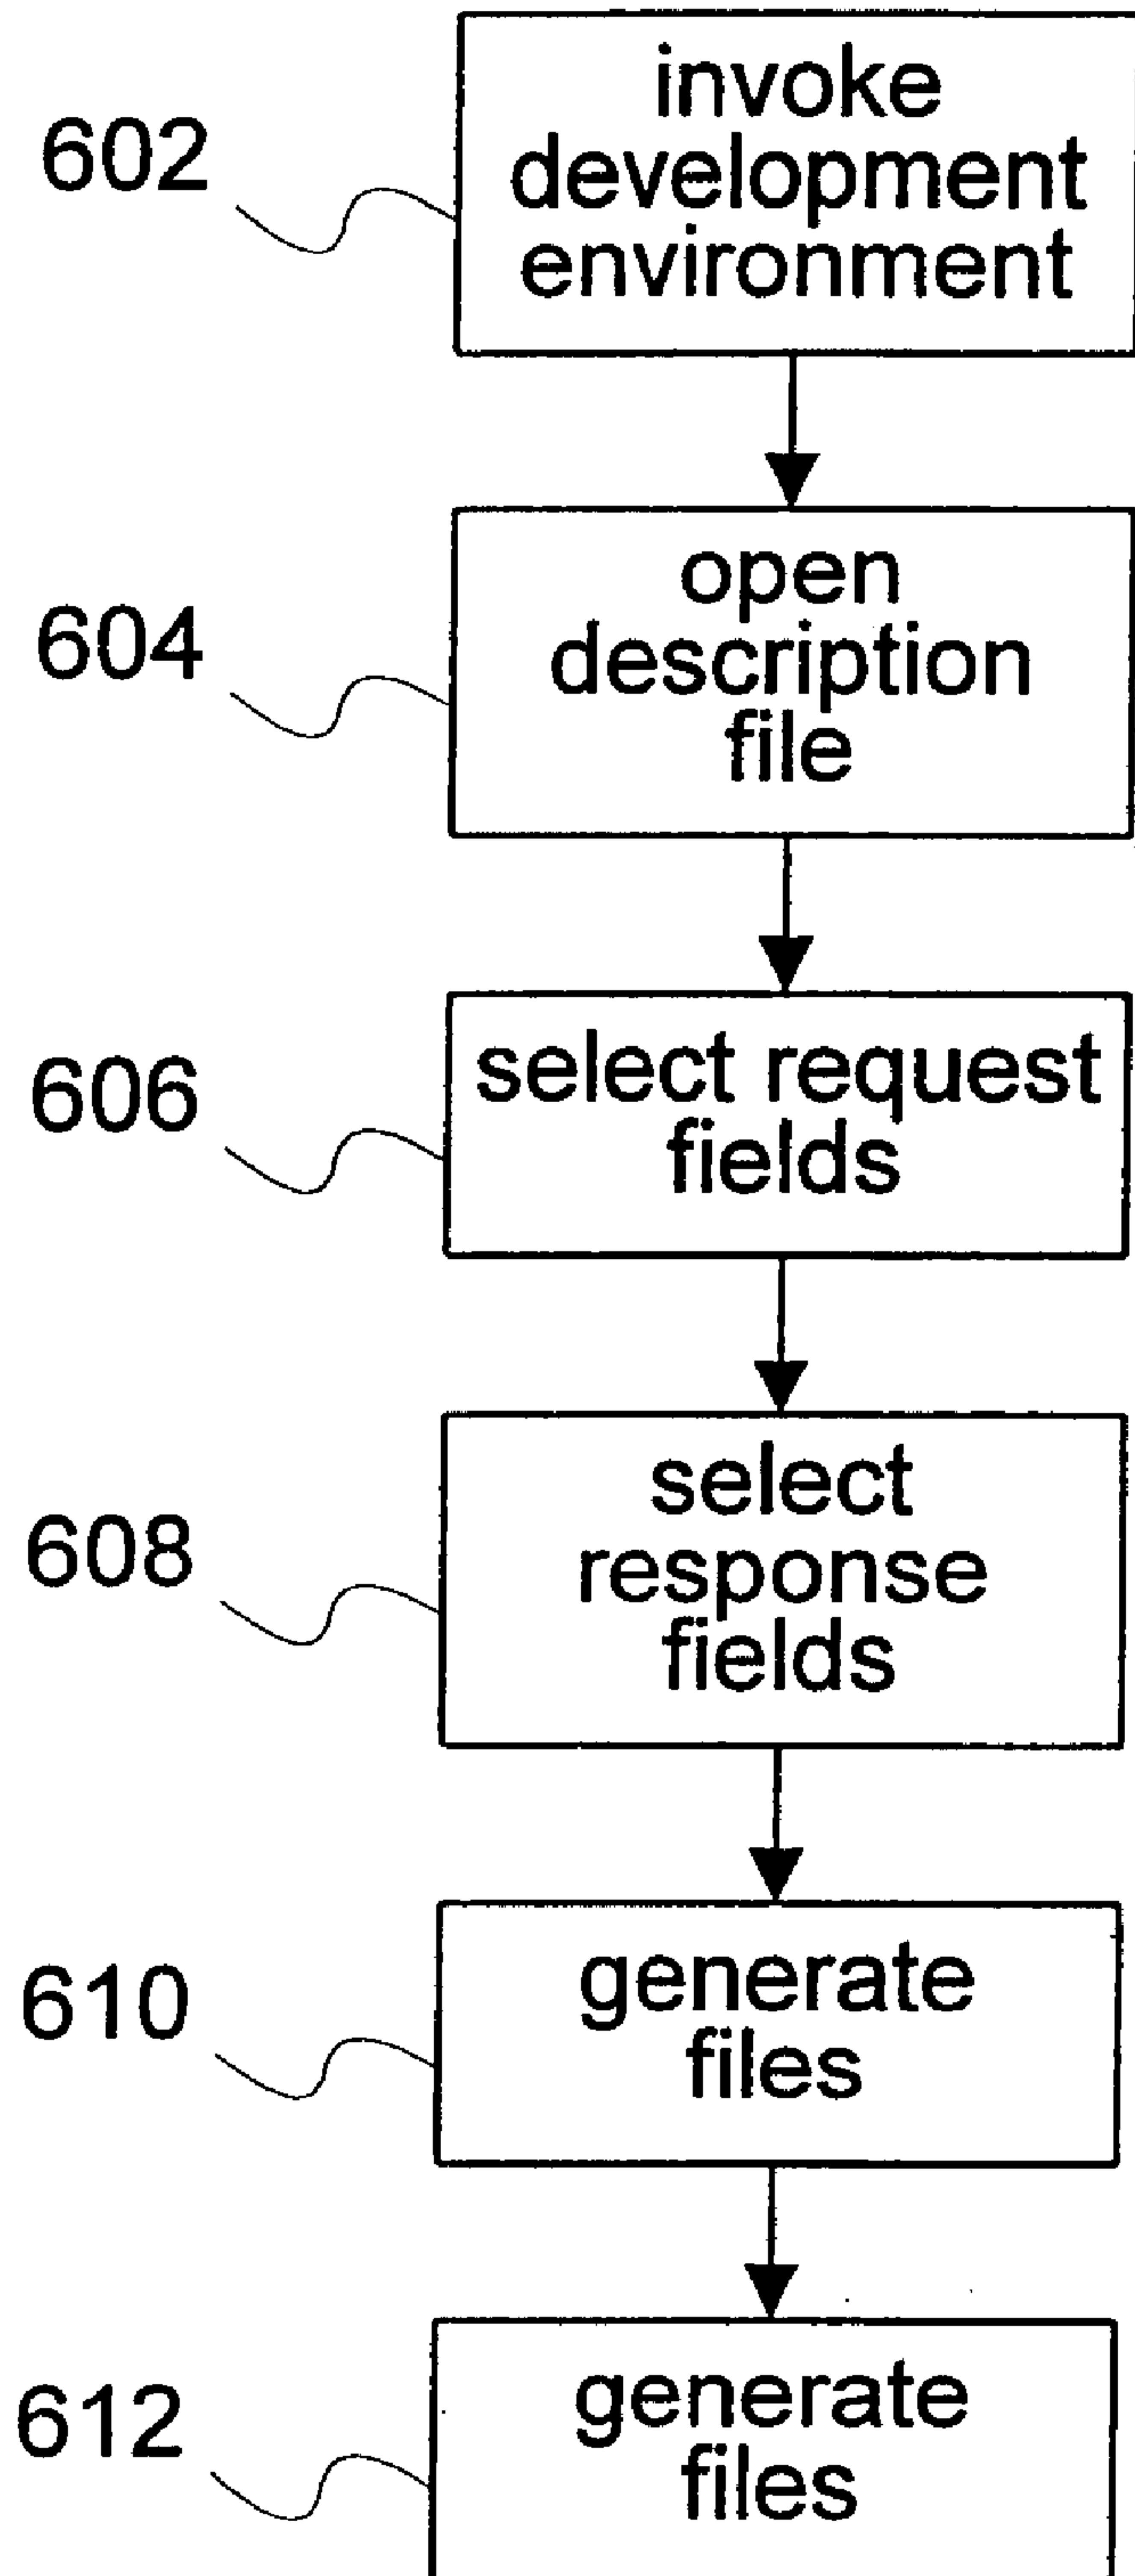 602
invoke
development
environment
604
open
description
file
606
select request
fields
608
select
response
fields
610
generate
files
612
generate
files